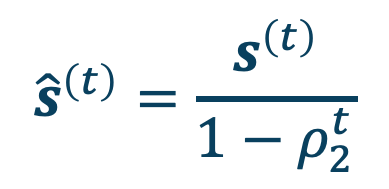 ŝ^(t) = s^(t) / (1 − ρ₂^t)